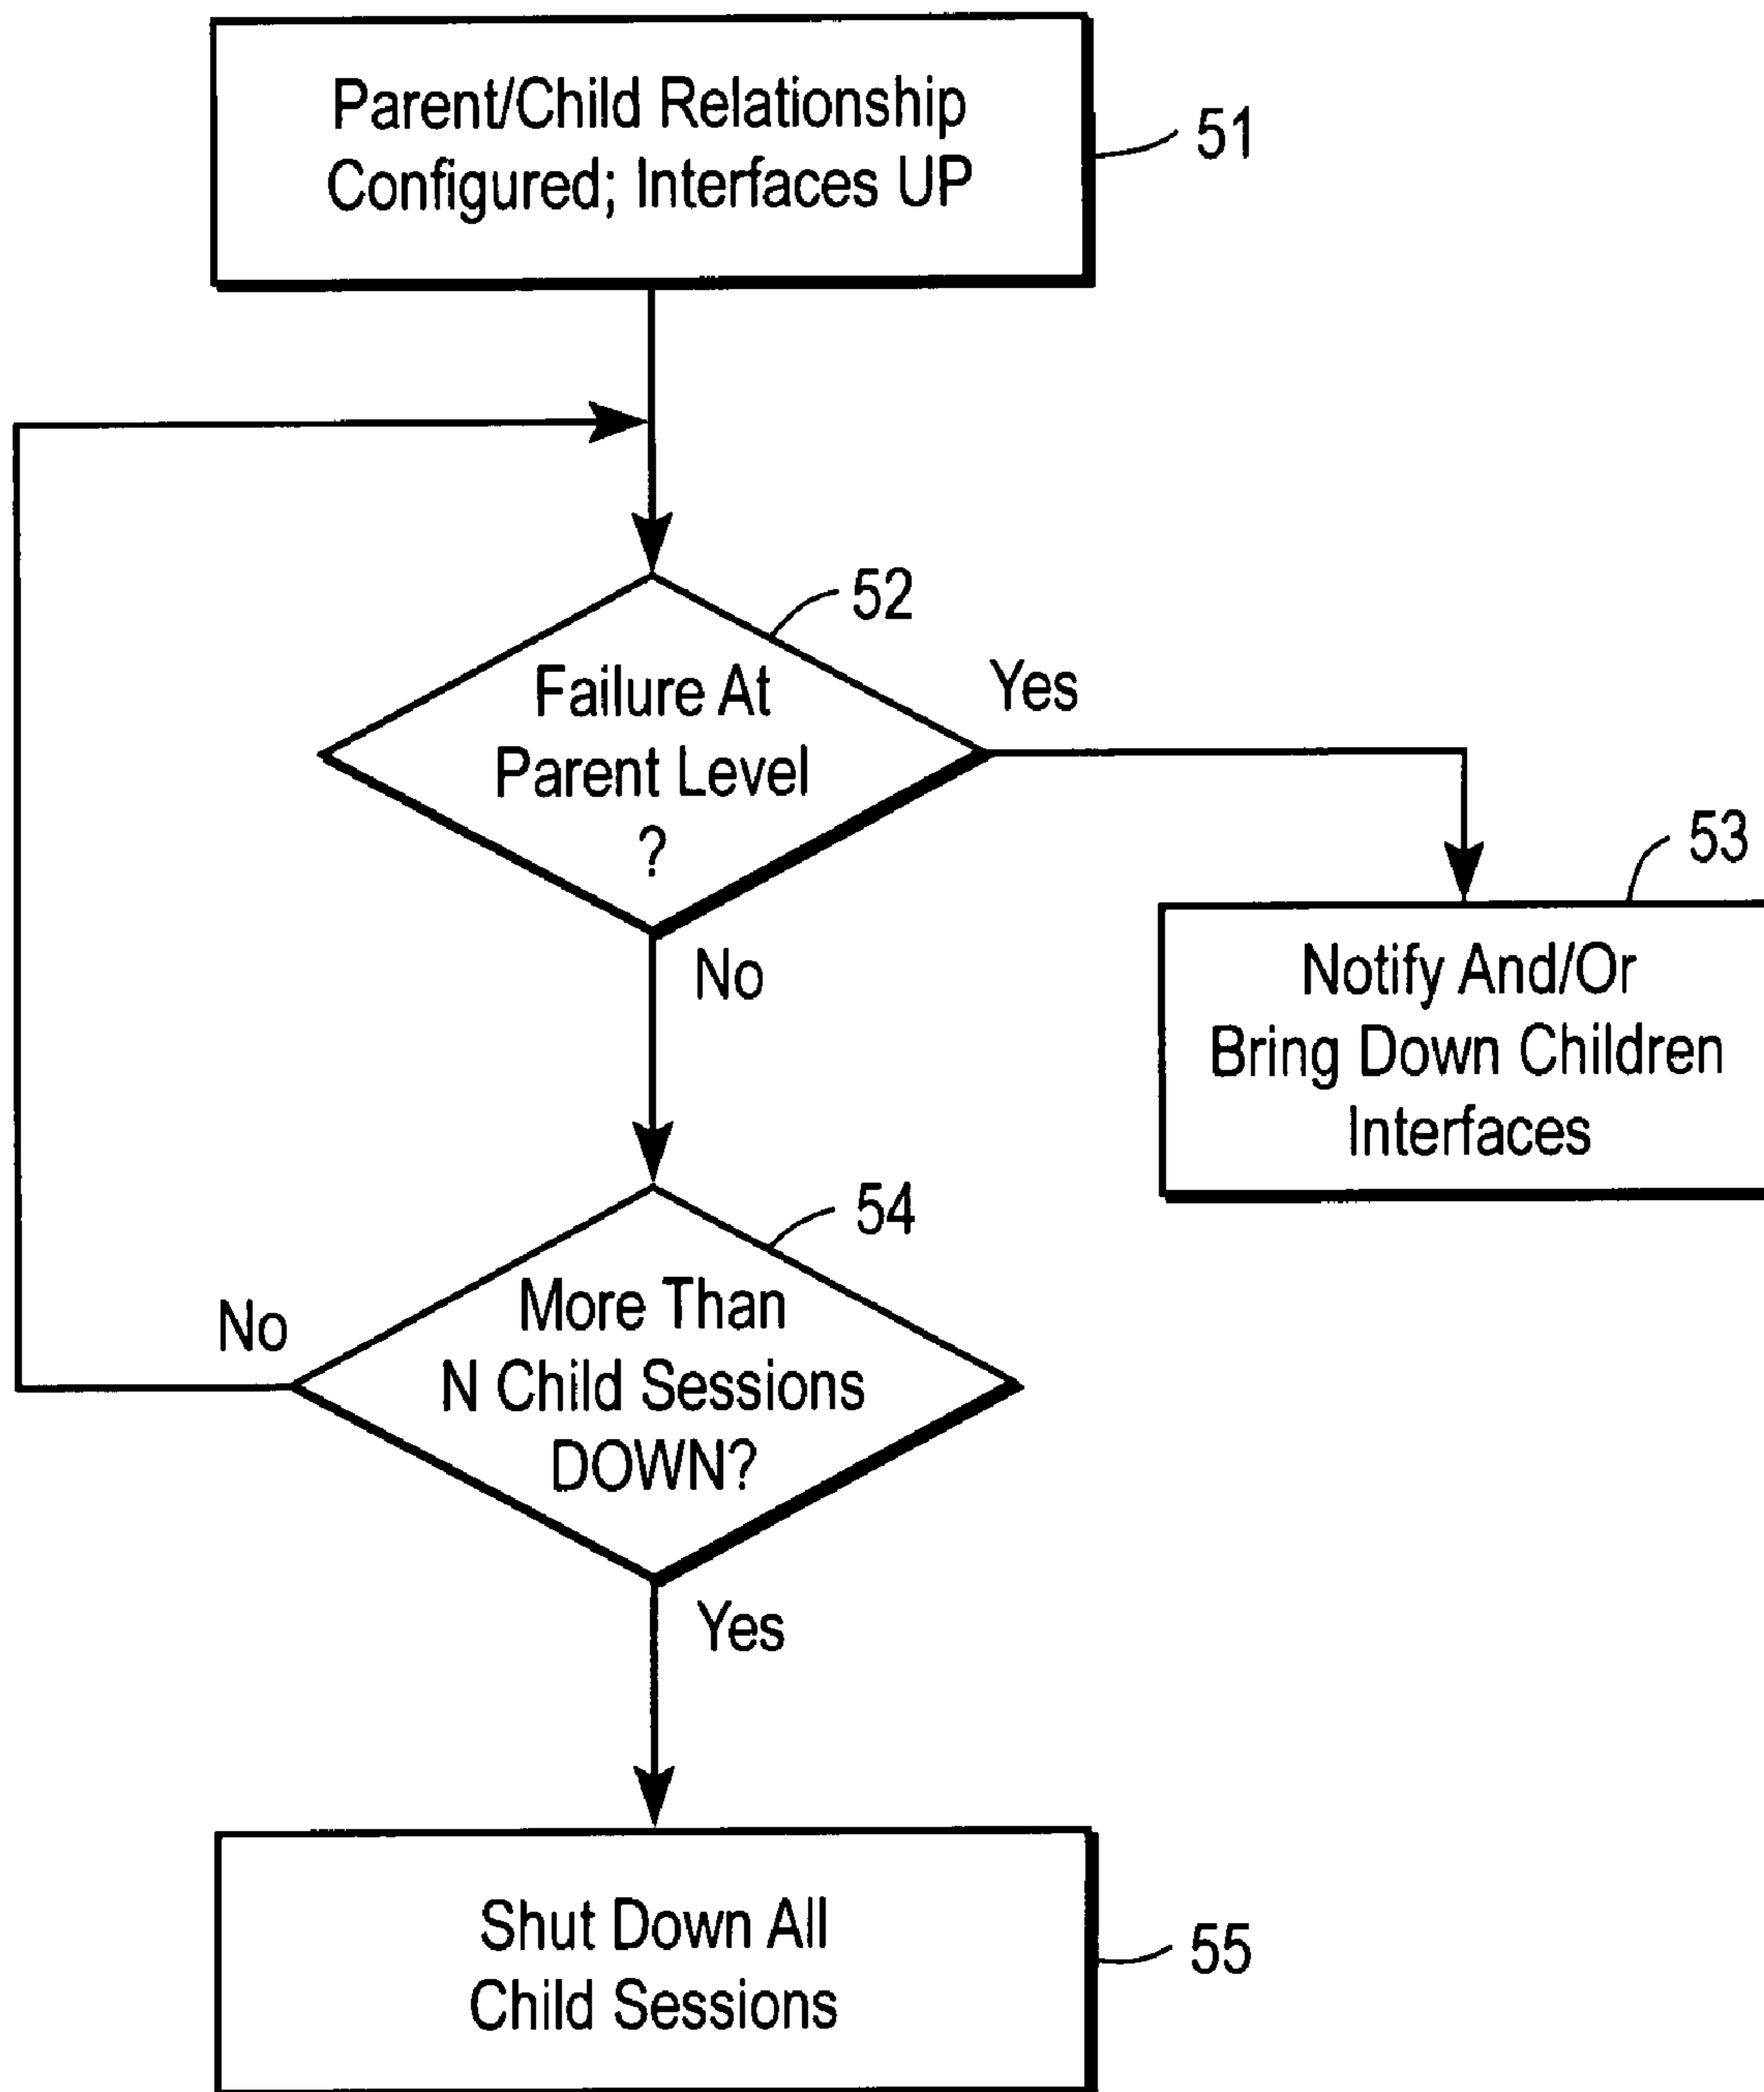 Parent/Child Relationship
Configured; Interfaces UP
51
52
Failure At
Parent Level
?
Yes
No
53
Notify And/Or
Bring Down Children
Interfaces
54
More Than
N Child Sessions
DOWN?
No
Yes
Shut Down All
Child Sessions
55